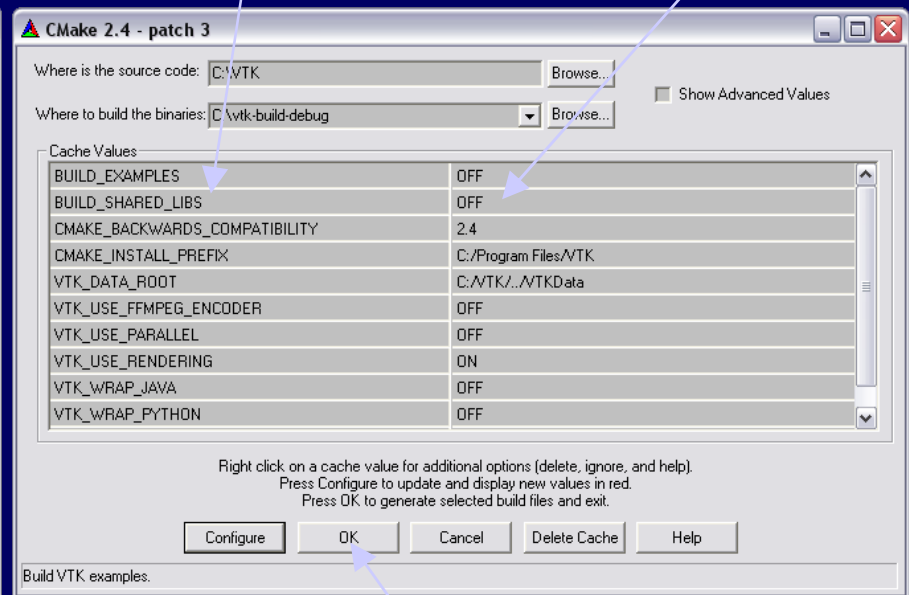 CMake 2.4 - patch 3
Where is the source code: C:\VTK Browse...
Show Advanced Values
Where to build the binaries: C:\vtk-build-debug Browse...
Cache Values
BUILD_EXAMPLES OFF
BUILD_SHARED_LIBS OFF
CMAKE_BACKWARDS_COMPATIBILITY 2.4
CMAKE_INSTALL_PREFIX C:/Program Files/VTK
VTK_DATA_ROOT C:/VTK/../VTKData
VTK_USE_FFMPEG_ENCODER OFF
VTK_USE_PARALLEL OFF
VTK_USE_RENDERING ON
VTK_WRAP_JAVA OFF
VTK_WRAP_PYTHON OFF
Right click on a cache value for additional options (delete, ignore, and help).
Press Configure to update and display new values in red.
Press OK to generate selected build files and exit.
Configure OK Cancel Delete Cache Help
Build VTK examples.